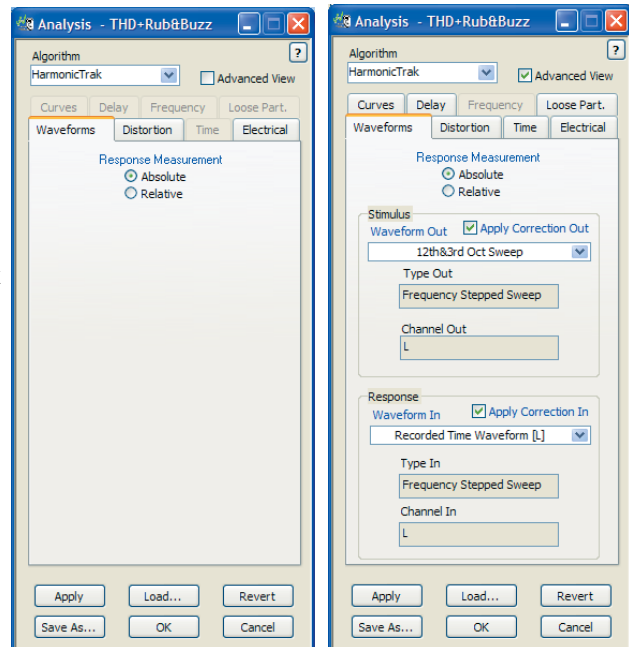 Analysis - THD+Rub&Buzz
Algorithm
?
HarmonicTrak
Advanced View
Curves Delay Frequency Loose Part.
Waveforms Distortion Time Electrical
Response Measurement
Absolute
Relative
Apply Load... Revert
Save As... OK Cancel
Analysis - THD+Rub&Buzz
Algorithm
?
HarmonicTrak
Advanced View
Curves Delay Frequency Loose Part.
Waveforms Distortion Time Electrical
Response Measurement
Absolute
Relative
Stimulus
Waveform Out Apply Correction Out
12th&3rd Oct Sweep
Type Out
Frequency Stepped Sweep
Channel Out
L
Response
Waveform In Apply Correction In
Recorded Time Waveform [L]
Type In
Frequency Stepped Sweep
Channel In
L
Apply Load... Revert
Save As... OK Cancel